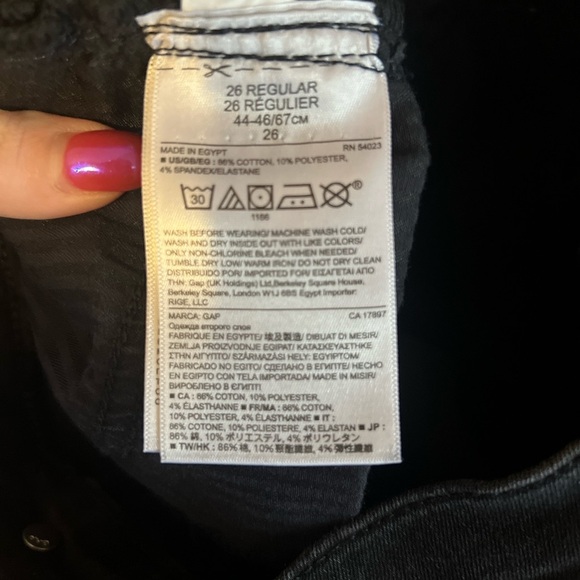 26 REGULAR
26 RÉGULIER
44-46/67CM
26
MADE IN EGYPT RN 54023
■ US/GB/EG : 86% COTTON, 10% POLYESTER,
4% SPANDEX/ELASTANE
30
1166
WASH BEFORE WEARING/ MACHINE WASH COLD/
WASH AND DRY INSIDE OUT WITH LIKE COLORS/
ONLY NON-CHLORINE BLEACH WHEN NEEDED/
TUMBLE DRY LOW/ WARM IRON/ DO NOT DRY CLEAN
DISTRIBUIDO POR/ IMPORTED FOR/ ΕΙΣΑΓΕΤΑΙ ΑΠΟ
ΤΗΝ: Gap (UK Holdings) Ltd,Berkeley Square House,
Berkeley Square, London W1J 6BS Egypt Importer:
RIGE, LLC
MARCA: GAP CA 17897
Одежда второго слоя
FABRIQUE EN EGYPTE/ 埃及製造/ DIBUAT DI MESIR/
ZEMLJA PROIZVODNJE EGIPAT/ ΚΑΤΑΣΚΕΥΑΣΤΗΚΕ
ΣΤΗΝ ΑΙΓΥΠΤΟ/ SZÁRMAZÁSI HELY: EGYIPTOM/
FABRICADO NO EGITO/ СДЕЛАНО В ЕГИПТЕ/ HECHO
EN EGIPTO CON TELA IMPORTADA/ MADE IN MISIR/
ВИРОБЛЕНО В ЄГИПТІ
■ CA : 86% COTON, 10% POLYESTER,
4% ÉLASTHANNE ■ FR/MA : 86% COTON,
10% POLYESTER, 4% ÉLASTHANNE ■ IT :
86% COTONE, 10% POLIESTERE, 4% ELASTAN ■ JP :
86% 綿, 10% ポリエステル, 4% ポリウレタン
■ TW/HK : 86% 棉, 10% 聚酯纖維, 4% 彈性纖維